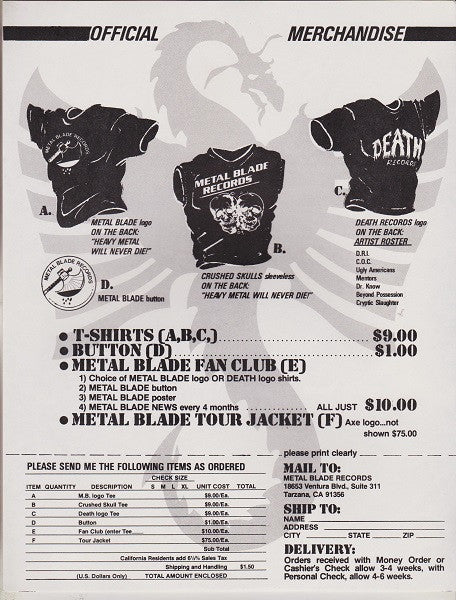 OFFICIAL MERCHANDISE
METAL BLADE RECORDS
METAL BLADE
RECORDS
DEATH
RECORDS
A.
METAL BLADE logo
ON THE BACK:
"HEAVY METAL
WILL NEVER DIE!"
B.
CRUSHED SKULLS sleeveless
ON THE BACK:
"HEAVY METAL WILL NEVER DIE!"
C.
DEATH RECORDS logo
ON THE BACK:
ARTIST ROSTER
D.R.I.
C.O.C.
Ugly Americans
Mentors
Dr. Know
Beyond Possession
Cryptic Slaughter
METAL BLADE RECORDS
D.
METAL BLADE button
• T-SHIRTS (A,B,C,) $9.00
• BUTTON (D) $1.00
• METAL BLADE FAN CLUB (E)
1) Choice of METAL BLADE logo OR DEATH logo shirts.
2) METAL BLADE button
3) METAL BLADE poster
4) METAL BLADE NEWS every 4 months ALL JUST $10.00
• METAL BLADE TOUR JACKET (F) Axe logo...not
shown $75.00
please print clearly
PLEASE SEND ME THE FOLLOWING ITEMS AS ORDERED
CHECK SIZE
ITEM QUANTITY DESCRIPTION S M L XL UNIT COST TOTAL
A M.B. logo Tee $9.00/Ea.
B Crushed Skull Tee $9.00/Ea.
C Death logo Tee $9.00/Ea.
D Button $1.00/Ea.
E Fan Club (enter Tee.... $10.00/Ea.
F Tour Jacket $75.00/Ea.
Sub Total
California Residents add 6½% Sales Tax
Shipping and Handling $1.50
(U.S. Dollars Only) TOTAL AMOUNT ENCLOSED
MAIL TO:
METAL BLADE RECORDS
18653 Ventura Blvd., Suite 311
Tarzana, CA 91356
SHIP TO:
NAME
ADDRESS
CITY STATE ZIP
DELIVERY:
Orders received with Money Order or
Cashier's Check allow 3-4 weeks, with
Personal Check, allow 4-6 weeks.